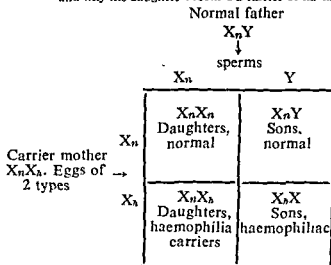 Normal father
XnY
sperms
Xn Y
Xn
XnXn
Daughters,
normal
XnY
Sons,
normal
Carrier mother
XnXh. Eggs of
2 types
Xh
XnXh
Daughters,
haemophilia
carriers
XhX
Sons,
haemophiliac